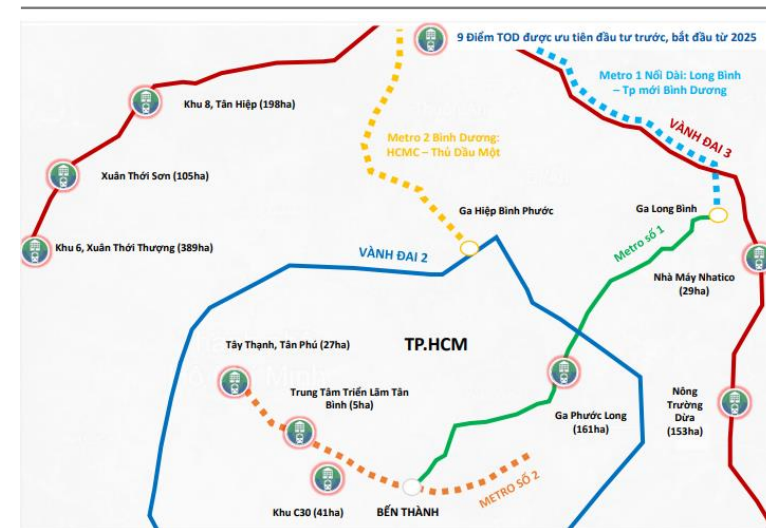 9 Điểm TOD được ưu tiên đầu tư trước, bắt đầu từ 2025
Metro 1 Nối Dài: Long Bình
– Tp mới Bình Dương
Khu 8, Tân Hiệp (198ha)
Metro 2 Bình Dương:
HCMC – Thủ Dầu Một
VÀNH ĐAI 3
Xuân Thới Sơn (105ha)
Ga Hiệp Bình Phước
Ga Long Bình
Khu 6, Xuân Thới Thượng (389ha)
VÀNH ĐAI 2
Metro số 1
Nhà Máy Nhatico
(29ha)
Tây Thạnh, Tân Phú (27ha)
TP.HCM
Trung Tâm Triển Lãm Tân
Bình (5ha)
Ga Phước Long
(161ha)
Nông
Trường
Dừa
(153ha)
METRO SỐ 2
Khu C30 (41ha)
BẾN THÀNH